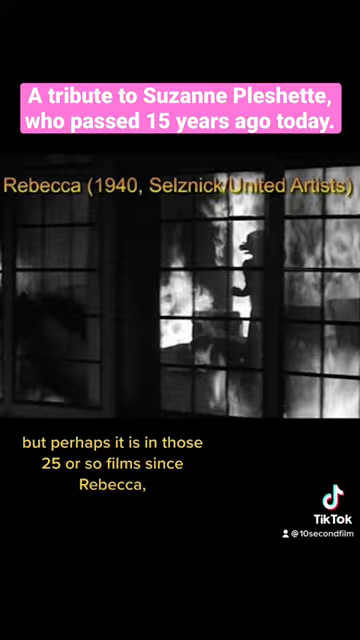 A tribute to Suzanne Pleshette,
who passed 15 years ago today.
Rebecca (1940, Selznick/United Artists)
but perhaps it is in those
25 or so films since
Rebecca,
TikTok
@10secondfilm